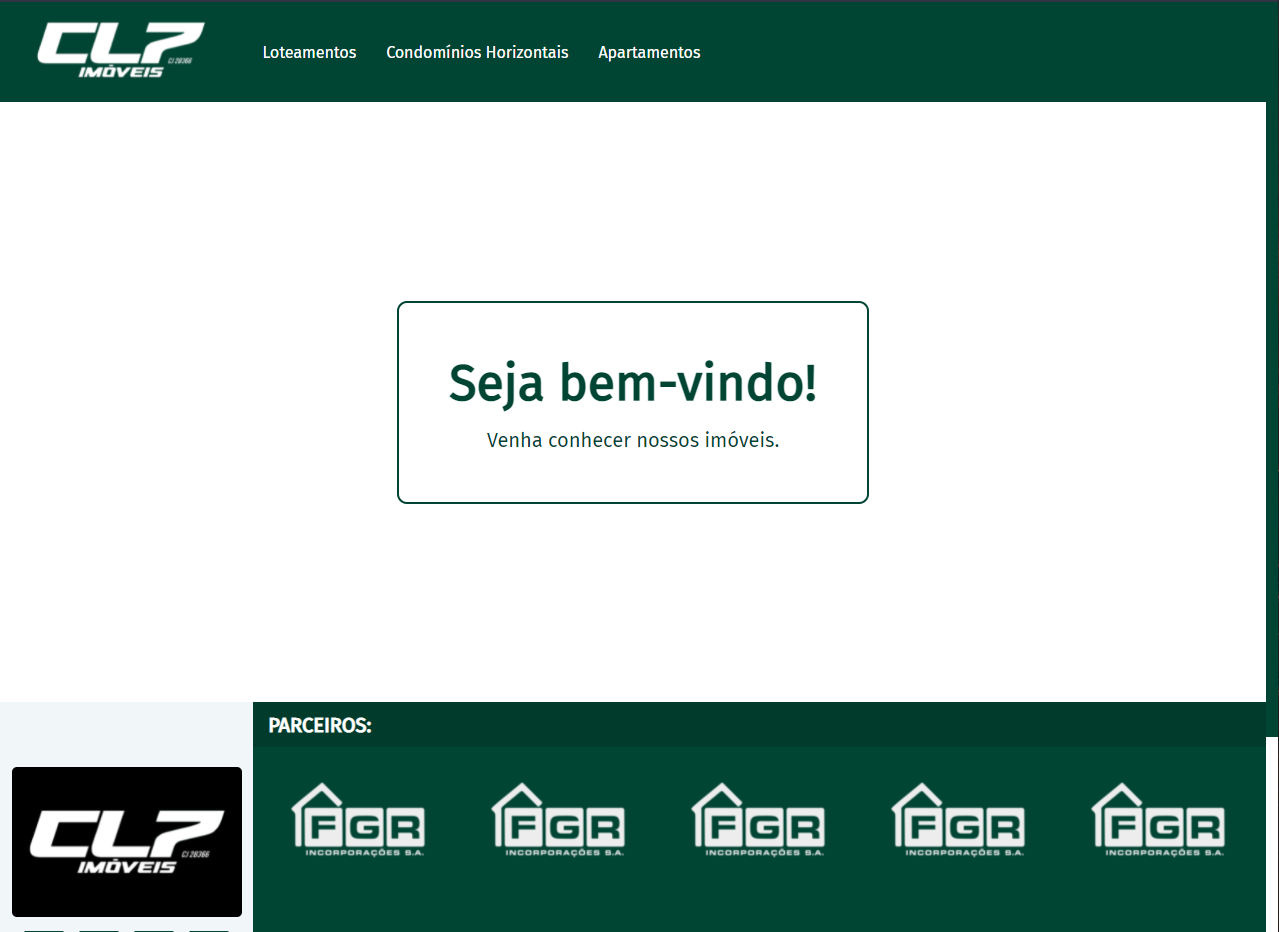 CL7
IMÓVEIS CJ 28366
Loteamentos Condomínios Horizontais Apartamentos
Seja bem-vindo!
Venha conhecer nossos imóveis.
PARCEIROS:
CL7
IMÓVEIS CJ 28366
FGR FGR FGR FGR FGR
INCORPORAÇÕES S.A. INCORPORAÇÕES S.A. INCORPORAÇÕES S.A. INCORPORAÇÕES S.A. INCORPORAÇÕES S.A.